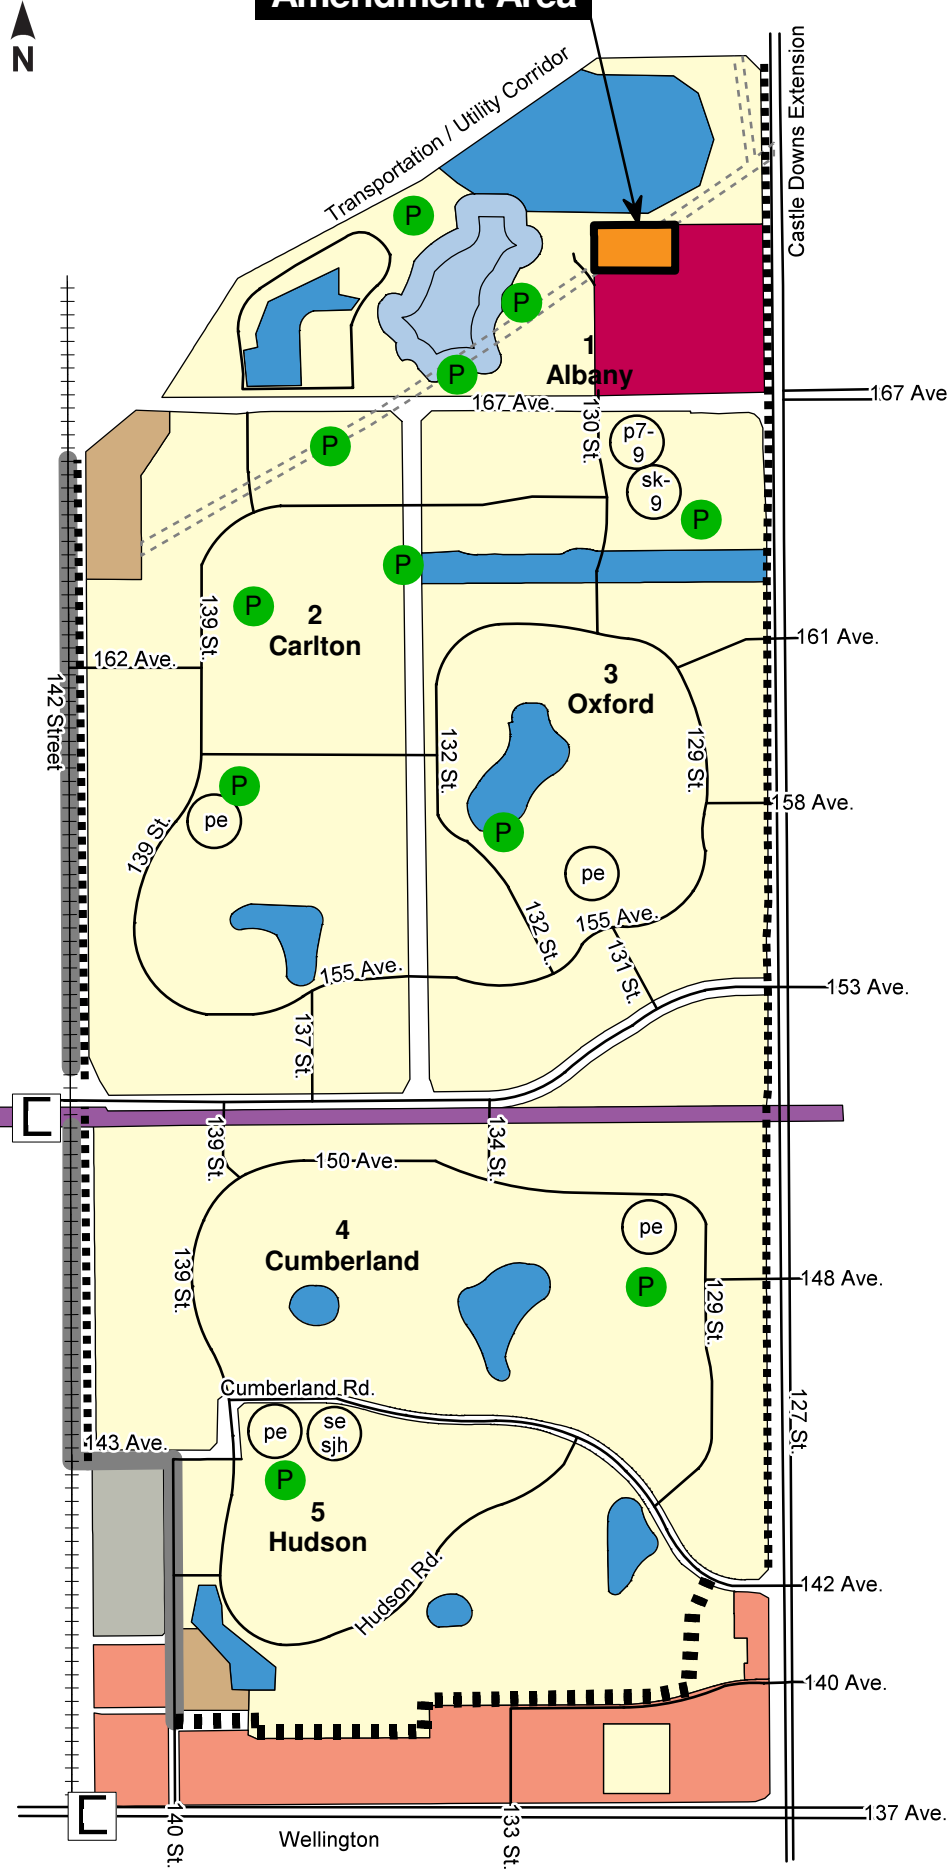 Amendment Area
N
Castle Downs Extension
Transportation / Utility Corridor
P
P
1
Albany
P
167 Ave
167 Ave.
130 St.
p7-
9
P
sk-
9
P
P
P
2
Carlton
139 St.
161 Ave.
162 Ave.
3
Oxford
142 Street
132 St.
129 St.
P
158 Ave.
pe
P
139 St.
pe
155 Ave.
132 St.
131 St.
155 Ave.
153 Ave.
137 St.
139 St.
134 St.
150 Ave.
pe
4
Cumberland
139 St.
P
148 Ave.
129 St.
Cumberland Rd.
127 St.
pe
se
sjh
143 Ave.
P
5
Hudson
Hudson Rd.
142 Ave.
140 Ave.
137 Ave.
140 St.
133 St.
Wellington